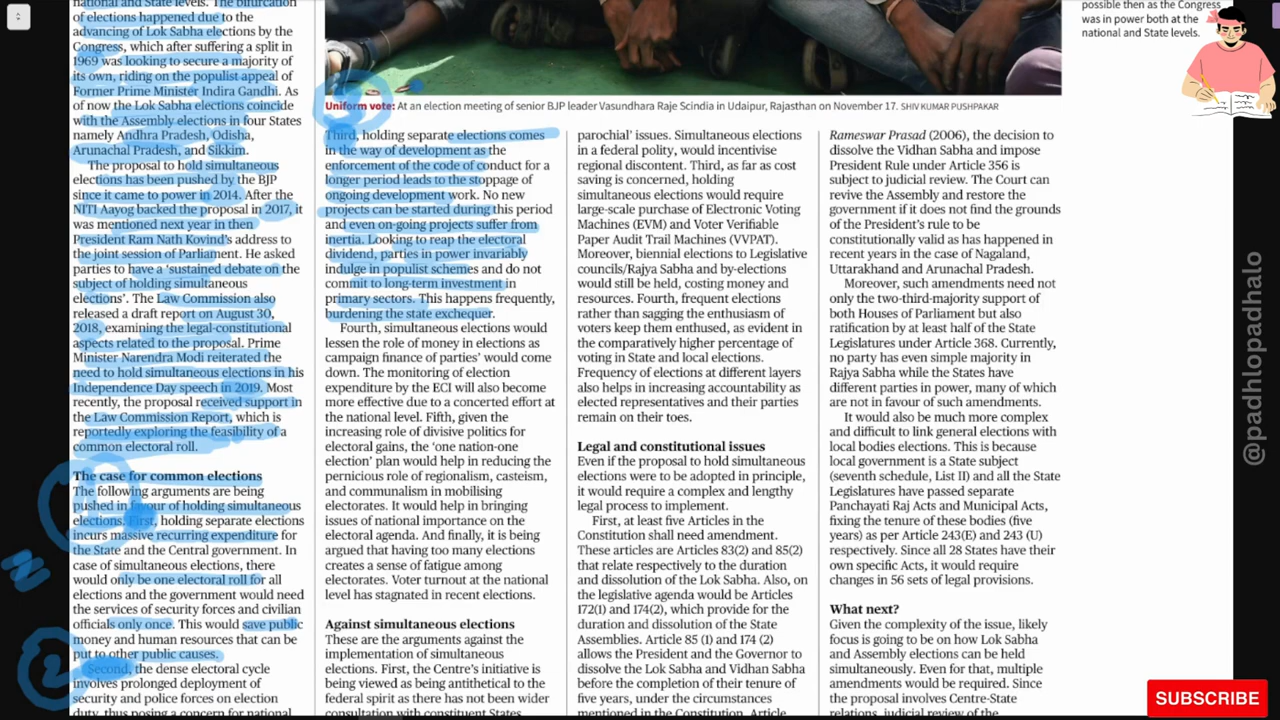 national and State levels. The bifurcation
of elections happened due to the
advancing of Lok Sabha elections by the
Congress, which after suffering a split in
1969 was looking to secure a majority of
its own, riding on the populist appeal of
Former Prime Minister Indira Gandhi. As
of now the Lok Sabha elections coincide
with the Assembly elections in four States
namely Andhra Pradesh, Odisha,
Arunachal Pradesh, and Sikkim.
The proposal to hold simultaneous
elections has been pushed by the BJP
since it came to power in 2014. After the
NITI Aayog backed the proposal in 2017, it
was mentioned next year in then
President Ram Nath Kovind's address to
the joint session of Parliament. He asked
parties to have a 'sustained debate on the
subject of holding simultaneous
elections'. The Law Commission also
released a draft report on August 30,
2018, examining the legal-constitutional
aspects related to the proposal. Prime
Minister Narendra Modi reiterated the
need to hold simultaneous elections in his
Independence Day speech in 2019. Most
recently, the proposal received support in
the Law Commission Report, which is
reportedly exploring the feasibility of a
common electoral roll.
The case for common elections
The following arguments are being
pushed in favour of holding simultaneous
elections. First, holding separate elections
incurs massive recurring expenditure for
the State and the Central government. In
case of simultaneous elections, there
would only be one electoral roll for all
elections and the government would need
the services of security forces and civilian
officials only once. This would save public
money and human resources that can be
put to other public causes.
2
Second, the dense electoral cycle
involves prolonged deployment of
security and police forces on election
duty, thus posing a concern for national
Uniform vote: At an election meeting of senior BJP leader Vasundhara Raje Scindia in Udaipur, Rajasthan on November 17. SHIV KUMAR PUSHPAKAR
Third, holding separate elections comes
in the way of development as the
enforcement of the code of conduct for a
longer period leads to the stoppage of
ongoing development work. No new
projects can be started during this period
and even on-going projects suffer from
inertia. Looking to reap the electoral
dividend, parties in power invariably
indulge in populist schemes and do not
commit to long-term investment in
primary sectors. This happens frequently,
burdening the state exchequer.
Fourth, simultaneous elections would
lessen the role of money in elections as
campaign finance of parties' would come
down. The monitoring of election
expenditure by the ECI will also become
more effective due to a concerted effort at
the national level. Fifth, given the
increasing role of divisive politics for
electoral gains, the 'one nation-one
election' plan would help in reducing the
pernicious role of regionalism, casteism,
and communalism in mobilising
electorates. It would help in bringing
issues of national importance on the
electoral agenda. And finally, it is being
argued that having too many elections
creates a sense of fatigue among
electorates. Voter turnout at the national
level has stagnated in recent elections.
Against simultaneous elections
These are the arguments against the
implementation of simultaneous
elections. First, the Centre's initiative is
being viewed as being antithetical to the
federal spirit as there has not been wider
consultation with constituent States
parochial' issues. Simultaneous elections
in a federal polity, would incentivise
regional discontent. Third, as far as cost
saving is concerned, holding
simultaneous elections would require
large-scale purchase of Electronic Voting
Machines (EVM) and Voter Verifiable
Paper Audit Trail Machines (VVPAT).
Moreover, biennial elections to Legislative
councils/Rajya Sabha and by-elections
would still be held, costing money and
resources. Fourth, frequent elections
rather than sagging the enthusiasm of
voters keep them enthused, as evident in
the comparatively higher percentage of
voting in State and local elections.
Frequency of elections at different layers
also helps in increasing accountability as
elected representatives and their parties
remain on their toes.
Legal and constitutional issues
Even if the proposal to hold simultaneous
elections were to be adopted in principle,
it would require a complex and lengthy
legal process to implement.
First, at least five Articles in the
Constitution shall need amendment.
These articles are Articles 83(2) and 85(2)
that relate respectively to the duration
and dissolution of the Lok Sabha. Also, on
the legislative agenda would be Articles
172(1) and 174(2), which provide for the
duration and dissolution of the State
Assemblies. Article 85 (1) and 174 (2)
allows the President and the Governor to
dissolve the Lok Sabha and Vidhan Sabha
before the completion of their tenure of
five years, under the circumstances
mentioned in the Constitution. Article
possible then as the Congress
was in power both at the
national and State levels.
Rameswar Prasad (2006), the decision to
dissolve the Vidhan Sabha and impose
President Rule under Article 356 is
subject to judicial review. The Court can
revive the Assembly and restore the
government if it does not find the grounds
of the President's rule to be
constitutionally valid as has happened in
recent years in the case of Nagaland,
Uttarakhand and Arunachal Pradesh.
Moreover, such amendments need not
only the two-third-majority support of
both Houses of Parliament but also
ratification by at least half of the State
Legislatures under Article 368. Currently,
no party has even simple majority in
Rajya Sabha while the States have
different parties in power, many of which
are not in favour of such amendments.
It would also be much more complex
and difficult to link general elections with
local bodies elections. This is because
local government is a State subject
(seventh schedule, List II) and all the State
Legislatures have passed separate
Panchayati Raj Acts and Municipal Acts,
fixing the tenure of these bodies (five
years) as per Article 243(E) and 243 (U)
respectively. Since all 28 States have their
own specific Acts, it would require
changes in 56 sets of legal provisions.
What next?
Given the complexity of the issue, likely
focus is going to be on how Lok Sabha
and Assembly elections can be held
simultaneously. Even for that, multiple
amendments would be required. Since
the proposal involves Centre-State
relations, judicial review of the
@padhlopadhalo
SUBSCRIBE